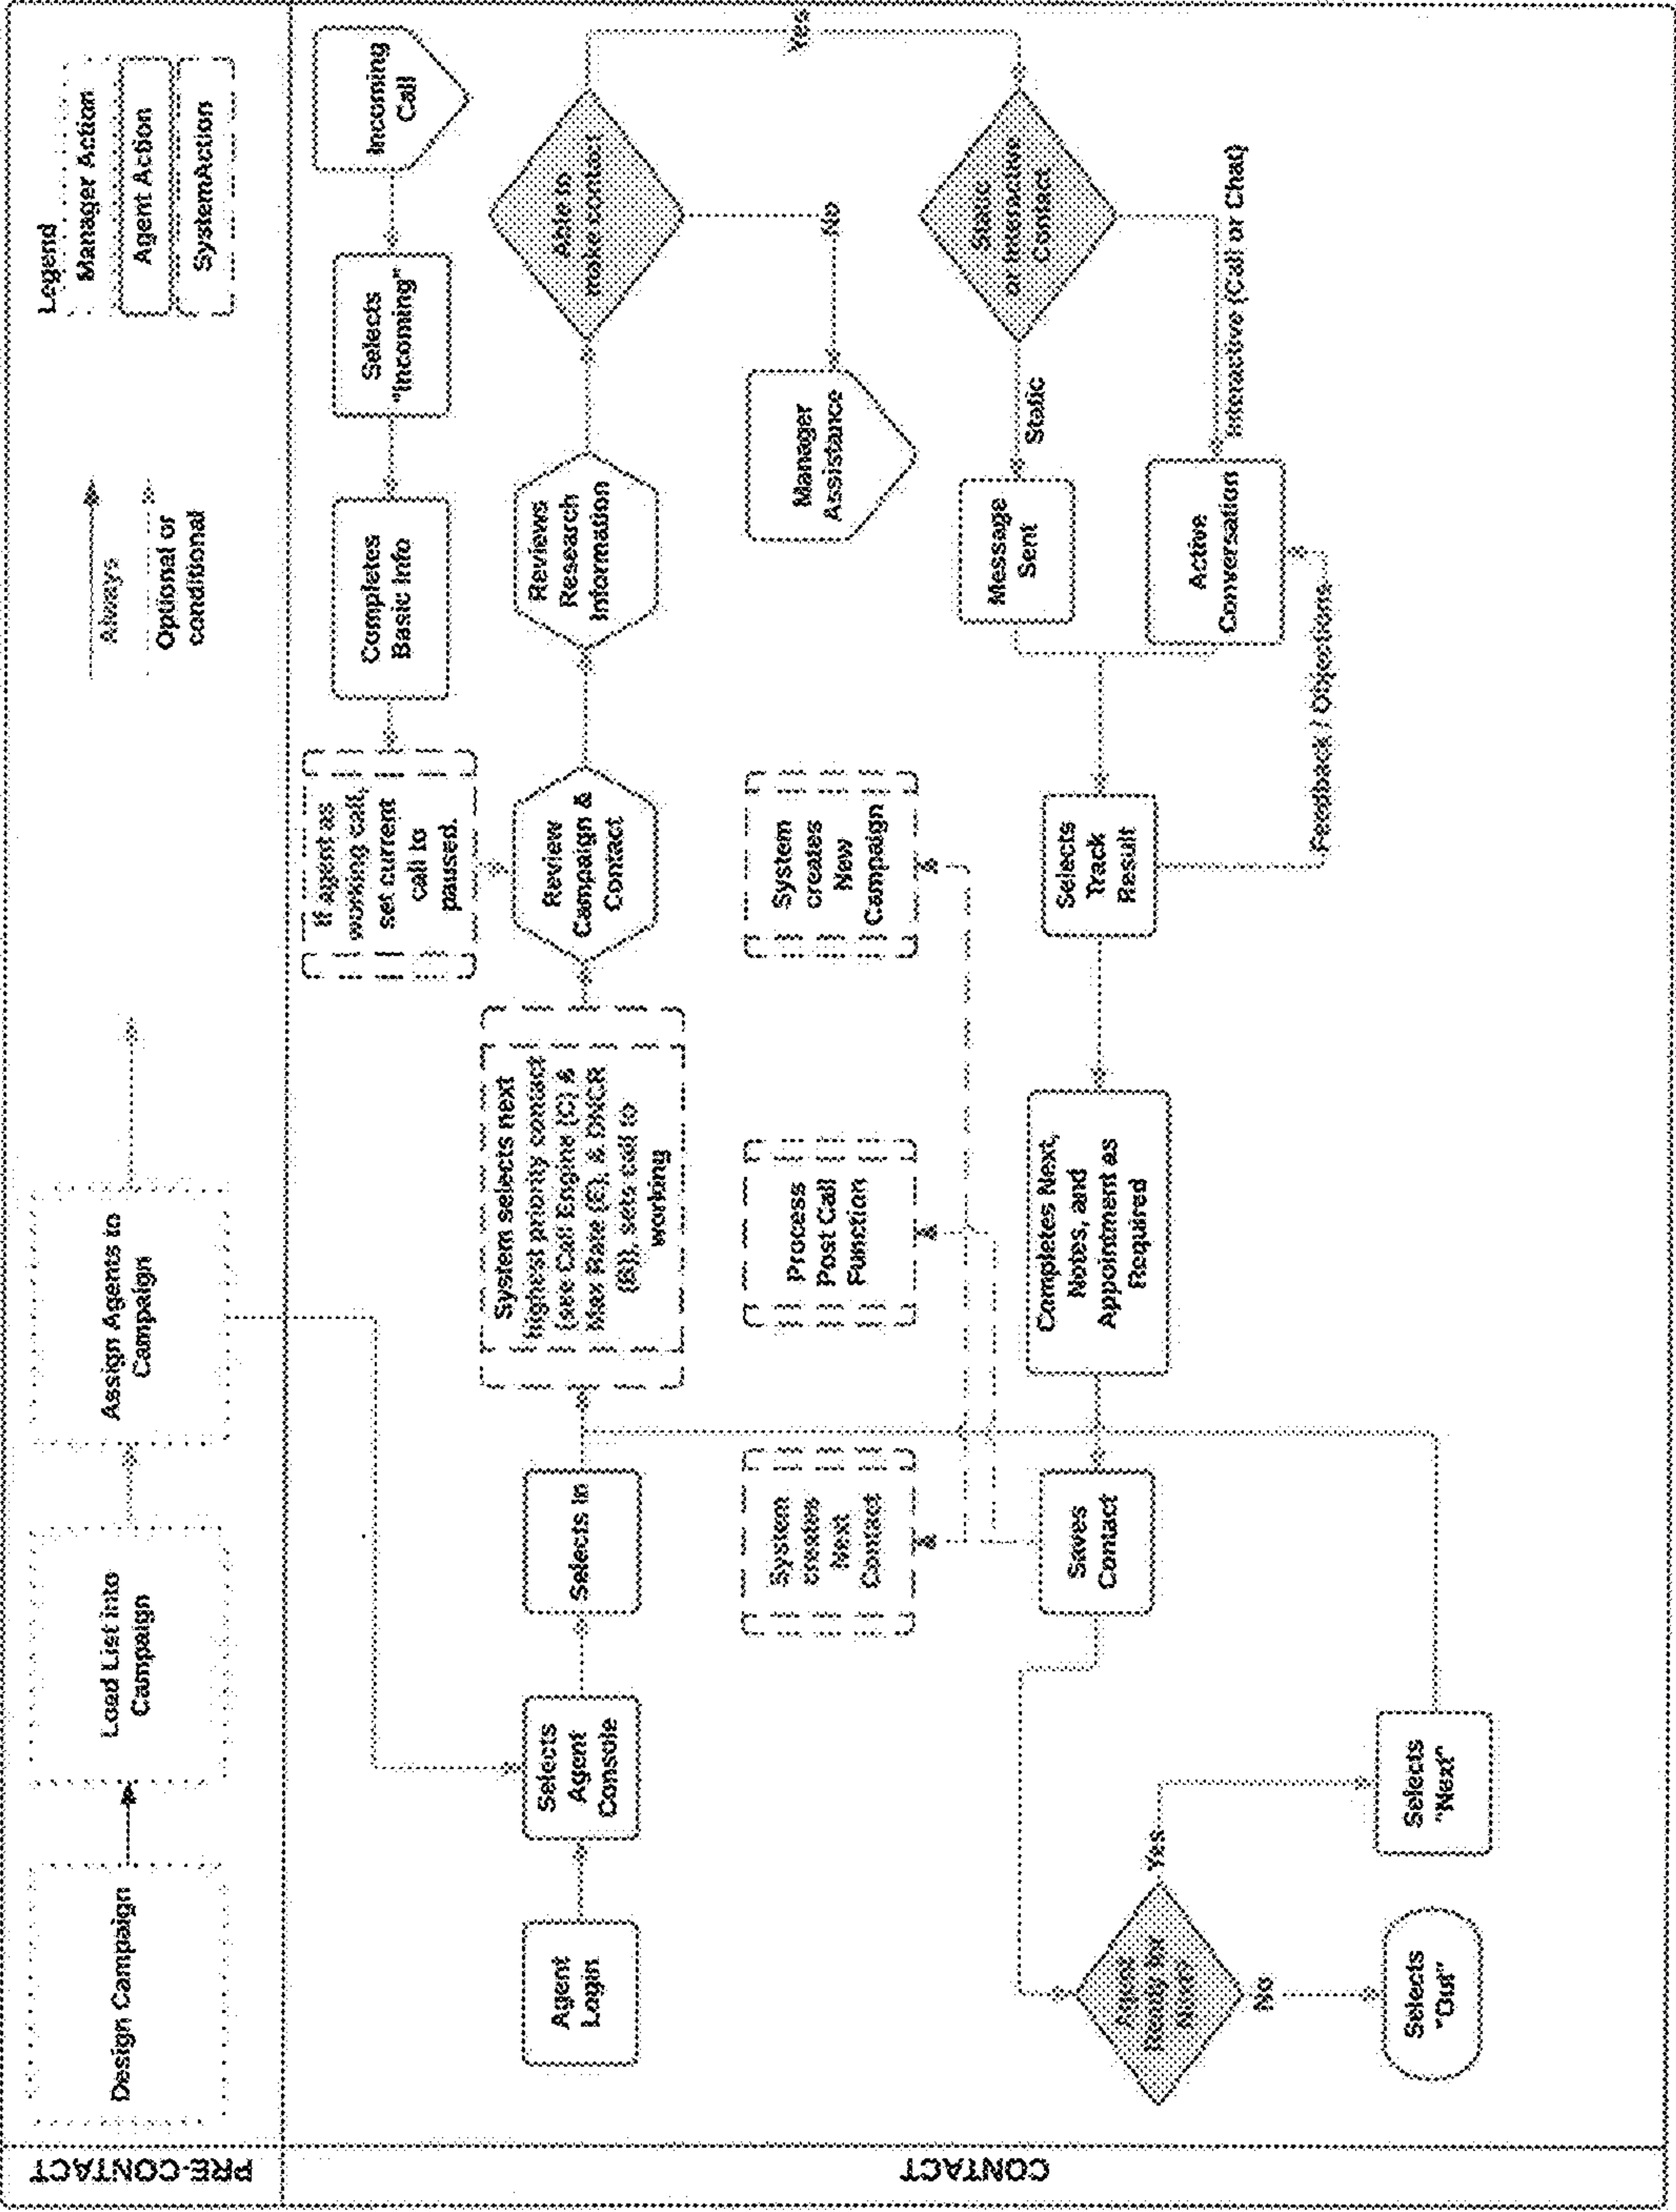 PRE-CONTACT
Design Campaign
Load List into
Campaign
Assign Agents to
Campaign
Always
Optional or
conditional
Legend
Manager Action
Agent Action
SystemAction
CONTACT
Incoming
Call
Selects
"Incoming"
Completes
Basic Info
If agent as
working call,
set current
call to
paused.
Agent
Login
Selects
Agent
Console
Selects In
System selects next
highest priority contact
(see Call Engine (C) &
Max Rate (E), & DNCR
(B)), sets call to
working
Review
Campaign &
Contact
Reviews
Research
Information
Able to
make contact
Yes
No
Manager
Assistance
System
creates
Next
Contact
Process
Post Call
Function
System
creates
New
Campaign
Static
or Interactive
Contact
Static
Interactive (Call or Chat)
Message
Sent
Active
Conversation
Feedback / Objections
Selects
Track
Result
Completes Next,
Notes, and
Appointment as
Required
Saves
Contact
Agent
Ready for
Next?
Yes
No
Selects
"Next"
Selects
"Out"